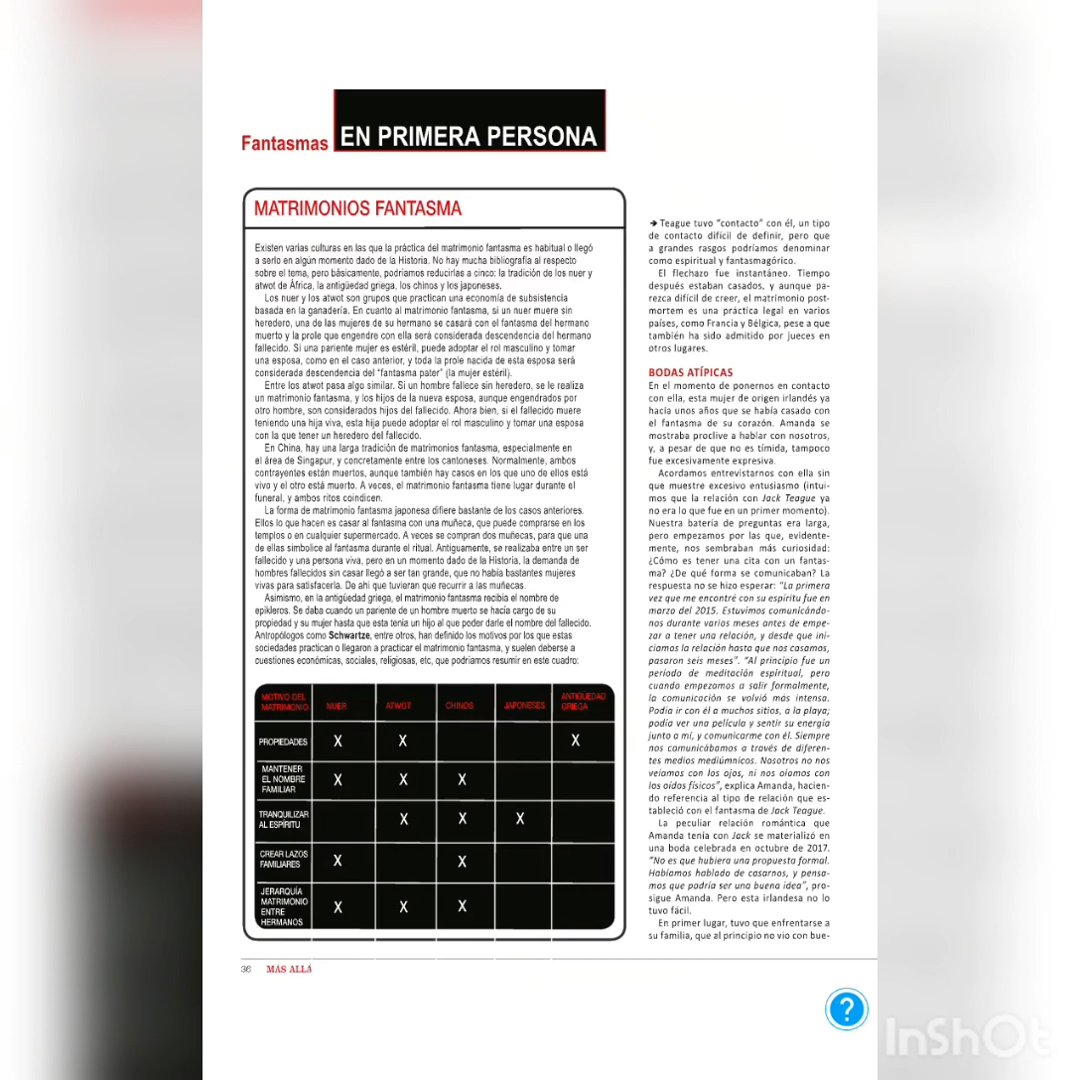 Fantasmas EN PRIMERA PERSONA
MATRIMONIOS FANTASMA
Existen varias culturas en las que la práctica del matrimonio fantasma es habitual o llegó
a serlo en algún momento dado de la Historia. No hay mucha bibliografía al respecto
sobre el tema, pero básicamente, podríamos reducirlas a cinco: la tradición de los nuer y
atwot de África, la antigüedad griega, los chinos y los japoneses.
Los nuer y los atwot son grupos que practican una economía de subsistencia
basada en la ganadería. En cuanto al matrimonio fantasma, si un nuer muere sin
heredero, una de las mujeres de su hermano se casará con el fantasma del hermano
muerto y la prole que engendre con ella será considerada descendencia del hermano
fallecido. Si una pariente mujer es estéril, puede adoptar el rol masculino y tomar
una esposa, como en el caso anterior, y toda la prole nacida de esta esposa será
considerada descendencia del "fantasma pater" (la mujer estéril).
Entre los atwot pasa algo similar. Si un hombre fallece sin heredero, se le realiza
un matrimonio fantasma, y los hijos de la nueva esposa, aunque engendrados por
otro hombre, son considerados hijos del fallecido. Ahora bien, si el fallecido muere
teniendo una hija viva, esta hija puede adoptar el rol masculino y tomar una esposa
con la que tener un heredero del fallecido.
En China, hay una larga tradición de matrimonios fantasma, especialmente en
el área de Singapur, y concretamente entre los cantoneses. Normalmente, ambos
contrayentes están muertos, aunque también hay casos en los que uno de ellos está
vivo y el otro está muerto. A veces, el matrimonio fantasma tiene lugar durante el
funeral, y ambos ritos coindicen.
La forma de matrimonio fantasma japonesa difiere bastante de los casos anteriores.
Ellos lo que hacen es casar al fantasma con una muñeca, que puede comprarse en los
templos o en cualquier supermercado. A veces se compran dos muñecas, para que una
de ellas simbolice al fantasma durante el ritual. Antiguamente, se realizaba entre un ser
fallecido y una persona viva, pero en un momento dado de la Historia, la demanda de
hombres fallecidos sin casar llegó a ser tan grande, que no había bastantes mujeres
vivas para satisfacerla. De ahí que tuvieran que recurrir a las muñecas.
Asimismo, en la antigüedad griega, el matrimonio fantasma recibía el nombre de
epikleros. Se daba cuando un pariente de un hombre muerto se hacía cargo de su
propiedad y su mujer hasta que esta tenía un hijo al que poder darle el nombre del fallecido.
Antropólogos como Schwartze, entre otros, han definido los motivos por los que estas
sociedades practican o llegaron a practicar el matrimonio fantasma, y suelen deberse a
cuestiones económicas, sociales, religiosas, etc, que podríamos resumir en este cuadro:
MOTIVO DEL
MATRIMONIO NUER ATWOT CHINOS JAPONESES ANTIGÜEDAD
GRIEGA
PROPIEDADES X X X
MANTENER
EL NOMBRE
FAMILIAR X X X
TRANQUILIZAR
AL ESPÍRITU X X X
CREAR LAZOS
FAMILIARES X X
JERARQUÍA
MATRIMONIO
ENTRE
HERMANOS X X X
➔ Teague tuvo "contacto" con él, un tipo
de contacto difícil de definir, pero que
a grandes rasgos podríamos denominar
como espiritual y fantasmagórico.
El flechazo fue instantáneo. Tiempo
después estaban casados, y aunque pa-
rezca difícil de creer, el matrimonio post-
mortem es una práctica legal en varios
países, como Francia y Bélgica, pese a que
también ha sido admitido por jueces en
otros lugares.
BODAS ATÍPICAS
En el momento de ponernos en contacto
con ella, esta mujer de origen irlandés ya
hacía unos años que se había casado con
el fantasma de su corazón. Amanda se
mostraba proclive a hablar con nosotros,
y, a pesar de que no es tímida, tampoco
fue excesivamente expresiva.
Acordamos entrevistarnos con ella sin
que muestre excesivo entusiasmo (intui-
mos que la relación con Jack Teague ya
no era lo que fue en un primer momento).
Nuestra batería de preguntas era larga,
pero empezamos por las que, evidente-
mente, nos sembraban más curiosidad:
¿Cómo es tener una cita con un fantas-
ma? ¿De qué forma se comunicaban? La
respuesta no se hizo esperar: "La primera
vez que me encontré con su espíritu fue en
marzo del 2015. Estuvimos comunicándo-
nos durante varios meses antes de empe-
zar a tener una relación, y desde que ini-
ciamos la relación hasta que nos casamos,
pasaron seis meses". "Al principio fue un
período de meditación espiritual, pero
cuando empezamos a salir formalmente,
la comunicación se volvió más intensa.
Podía ir con él a muchos sitios, a la playa;
podía ver una película y sentir su energía
junto a mí, y comunicarme con él. Siempre
nos comunicábamos a través de diferen-
tes medios mediúmnicos. Nosotros no nos
veíamos con los ojos, ni nos oíamos con
los oídos físicos", explica Amanda, hacien-
do referencia al tipo de relación que es-
tableció con el fantasma de Jack Teague.
La peculiar relación romántica que
Amanda tenía con Jack se materializó en
una boda celebrada en octubre de 2017.
"No es que hubiera una propuesta formal.
Habíamos hablado de casarnos, y pensa-
mos que podría ser una buena idea", pro-
sigue Amanda. Pero esta irlandesa no lo
tuvo fácil.
En primer lugar, tuvo que enfrentarse a
su familia, que al principio no vio con bue-
36 MÁS ALLÁ
?
InShOt